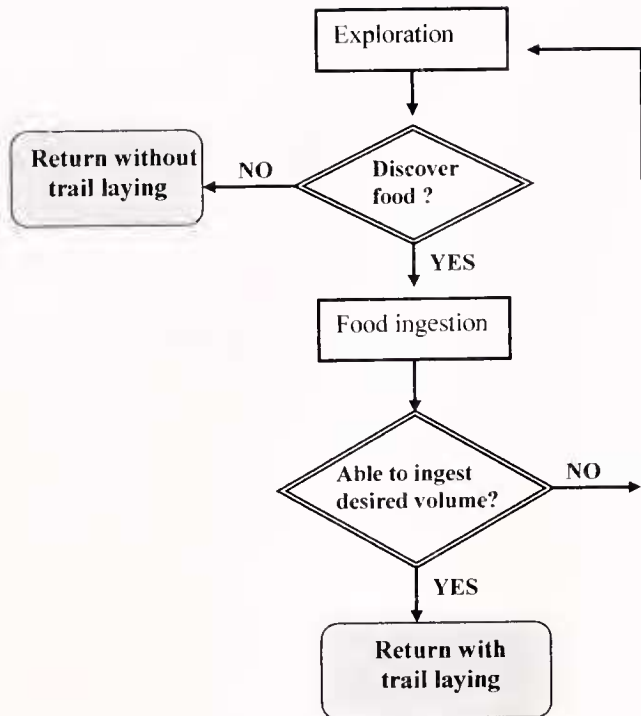 Exploration
Return without
trail laying
NO
Discover
food ?
YES
Food ingestion
Able to ingest
desired volume?
NO
YES
Return with
trail laying